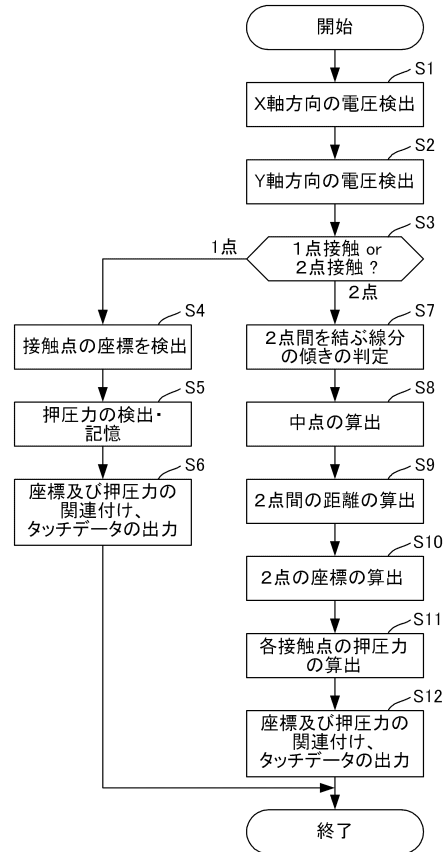 開始
S1
X軸方向の電圧検出
S2
Y軸方向の電圧検出
S3
1点接触 or
2点接触 ?
1点
2点
S4
接触点の座標を検出
S5
押圧力の検出・
記憶
S6
座標及び押圧力の
関連付け、
タッチデータの出力
S7
2点間を結ぶ線分
の傾きの判定
S8
中点の算出
S9
2点間の距離の算出
S10
2点の座標の算出
S11
各接触点の押圧力
の算出
S12
座標及び押圧力の
関連付け、
タッチデータの出力
終了